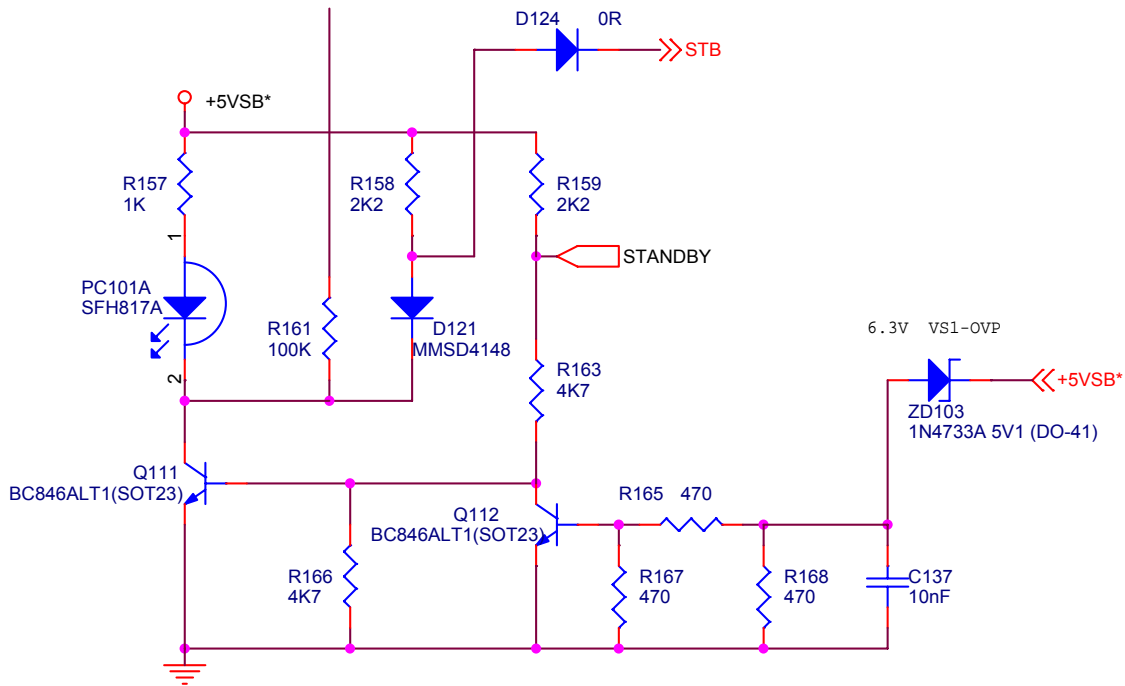 D124 0R
STB
+5VSB*
R157
1K
R158
2K2
R159
2K2
1
STANDBY
PC101A
SFH817A
R161
100K
D121
MMSD4148
6.3V VS1-OVP
2
R163
4K7
+5VSB*
ZD103
1N4733A 5V1 (DO-41)
Q111
BC846ALT1(SOT23)
R165 470
Q112
BC846ALT1(SOT23)
R166
4K7
R167
470
R168
470
C137
10nF